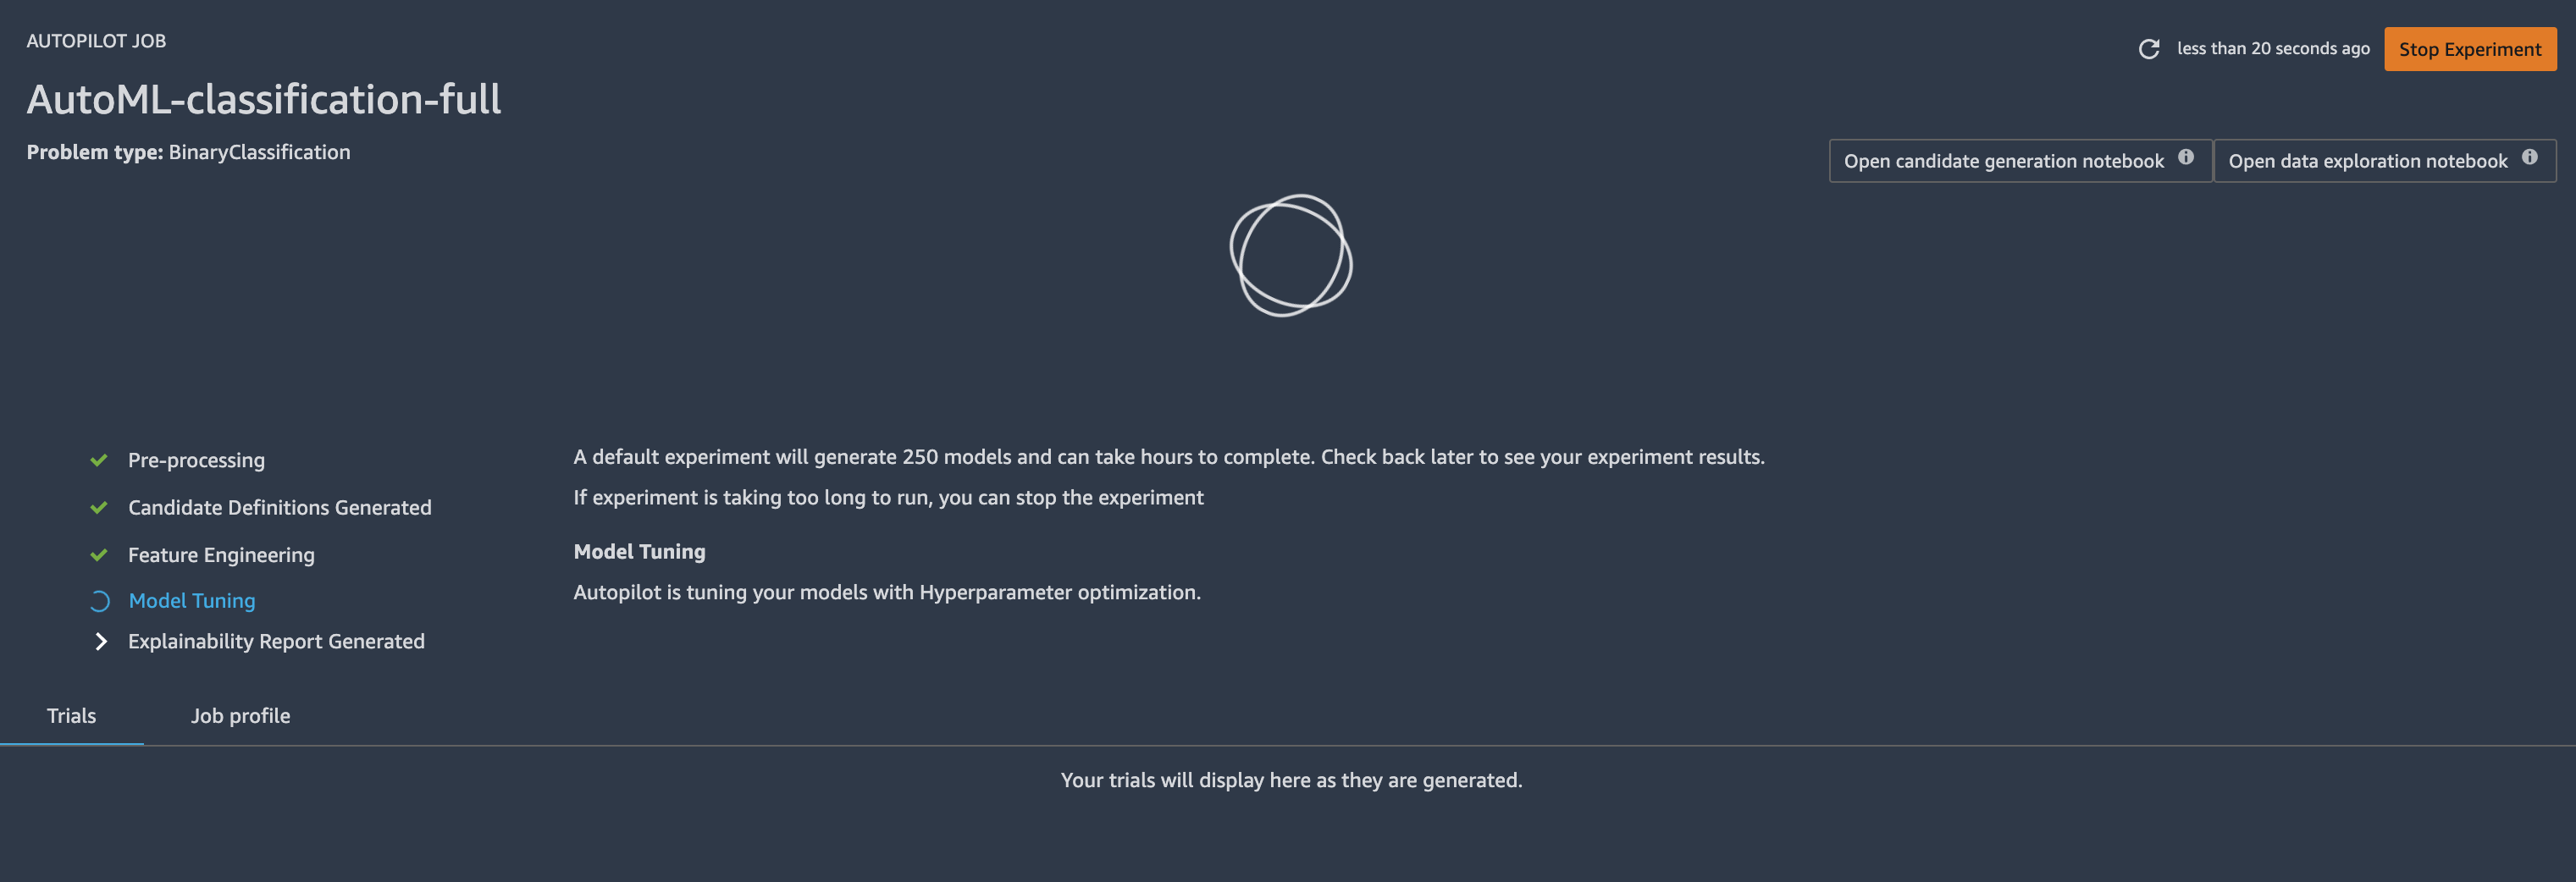 AUTOPILOT JOB
less than 20 seconds ago
Stop Experiment
AutoML-classification-full
Problem type: BinaryClassification
Open candidate generation notebook
Open data exploration notebook
Pre-processing
Candidate Definitions Generated
Feature Engineering
Model Tuning
Explainability Report Generated
A default experiment will generate 250 models and can take hours to complete. Check back later to see your experiment results.
If experiment is taking too long to run, you can stop the experiment
Model Tuning
Autopilot is tuning your models with Hyperparameter optimization.
Trials
Job profile
Your trials will display here as they are generated.